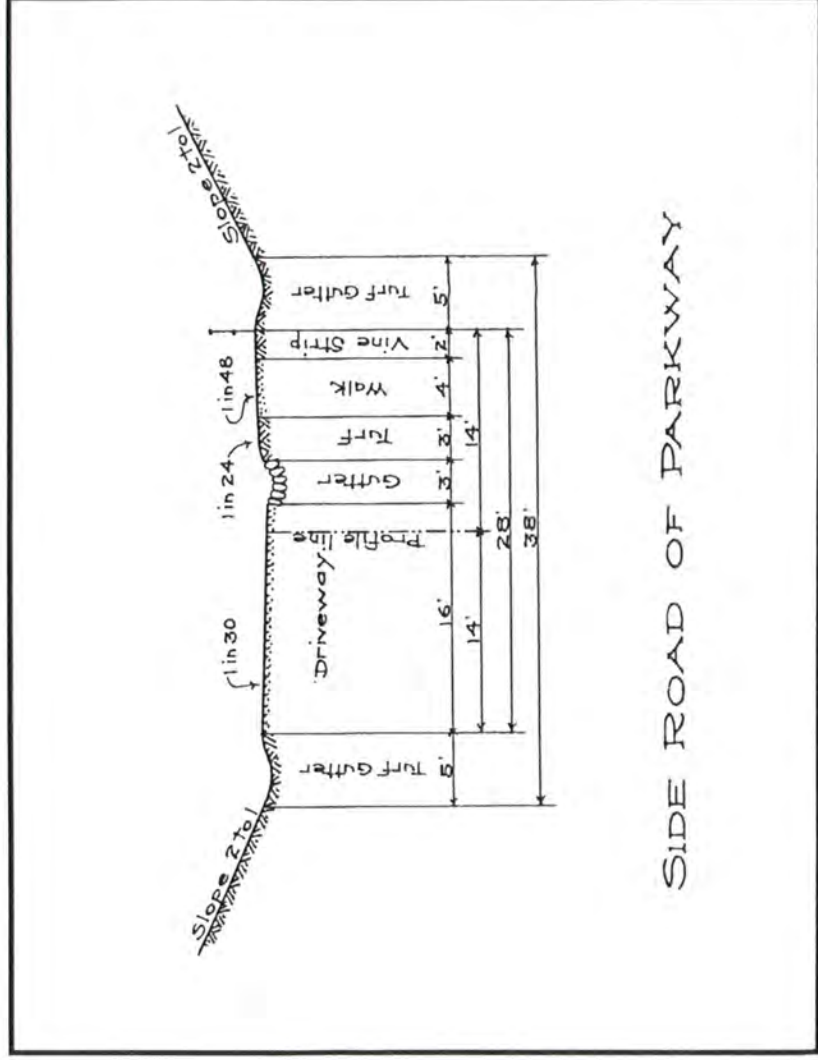 Slope 2 to 1
1 in 30
1 in 24
1 in 48
Slope 2 to 1
Turf Gutter
Driveway
Profile line
Gutter
Turf
Walk
Vine Strip
Turf Gutter
5'
16'
3'
3'
4'
2'
5'
14'
14'
28'
38'
SIDE ROAD OF PARKWAY